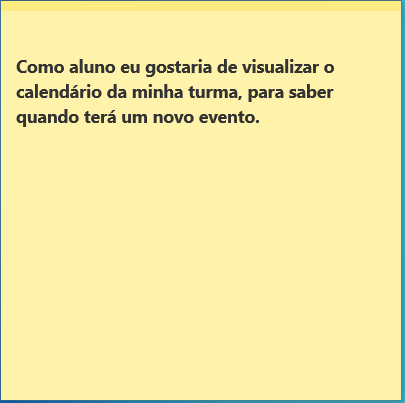 Como aluno eu gostaria de visualizar o
calendário da minha turma, para saber
quando terá um novo evento.